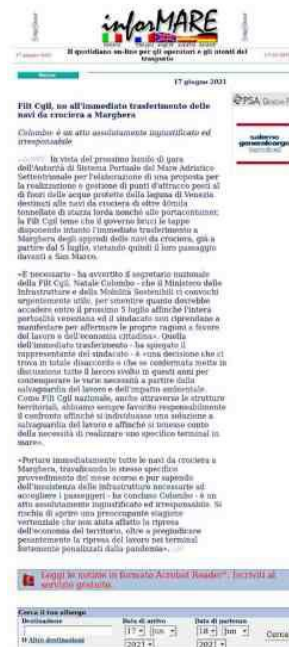 inforMARE
17 giugno 2021
Il quotidiano on-line per gli operatori e gli utenti del
trasporto
17 giugno 2021
Filt Cgil, no all'immediato trasferimento delle
navi da crociera a Marghera
Colombo: è un atto assolutamente ingiustificato ed
irresponsabile
In vista del prossimo bando di gara
dell'Autorità di Sistema Portuale del Mare Adriatico
Settentrionale per l'elaborazione di una proposta per
la realizzazione e gestione di punti d'attracco posti al
di fuori delle acque protette della laguna di Venezia
destinati alle navi da crociera di oltre 40mila
tonnellate di stazza lorda nonché alle portacontainer,
la Filt Cgil teme che il governo bruci le tappe
disponendo intanto l'immediato trasferimento a
Marghera degli approdi delle navi da crociera, già a
partire dal 5 luglio, vietando quindi il loro passaggio
davanti a San Marco.
«È necessario - ha avvertito il segretario nazionale
della Filt Cgil, Natale Colombo - che il Ministero delle
Infrastrutture e della Mobilità Sostenibili ci convochi
urgentemente utile, per smentire quanto dovrebbe
accadere entro il prossimo 5 luglio affinché l'intera
portualità veneziana ed il sindacato non riprendano a
manifestare per affermare le proprie ragioni a favore
del lavoro e dell'economia cittadina». Quella
dell'immediato trasferimento - ha spiegato il
rappresentante del sindacato - è «una decisione che ci
trova in totale disaccordo e che se confermata metta in
discussione tutto il lavoro svolto in questi anni per
contemperare le varie necessità a partire dalla
salvaguardia del lavoro e dell'impatto ambientale.
Come Filt Cgil nazionale, anche attraverso le strutture
territoriali, abbiamo sempre favorito responsabilmente
il confronto affinché si individuasse una soluzione a
salvaguardia del lavoro e affinché si tenesse conto
della necessità di realizzare uno specifico terminal in
mare».
«Portare immediatamente tutte le navi da crociera a
Marghera, travalicando lo stesso specifico
provvedimento del mese scorso e pur sapendo
dell'insistenza delle infrastrutture necessarie ad
accogliere i passeggeri - ha concluso Colombo - è un
atto assolutamente ingiustificato ed irresponsabile. Si
rischia di aprire una preoccupante stagione
vertenziale che non aiuta affatto la ripresa
dell'economia del territorio, oltre a pregiudicare
pesantemente la ripresa del lavoro nei terminal
fortemente penalizzati dalla pandemia».
PSA
salerno
Leggi le notizie in formato Acrobat Reader®. Iscriviti al
servizio gratuito.
Cerca il tuo albergo
Destinazione Data di arrivo Data di partenza
17 Jun 18 Jun Cerca
Altre destinazioni 2021 2021